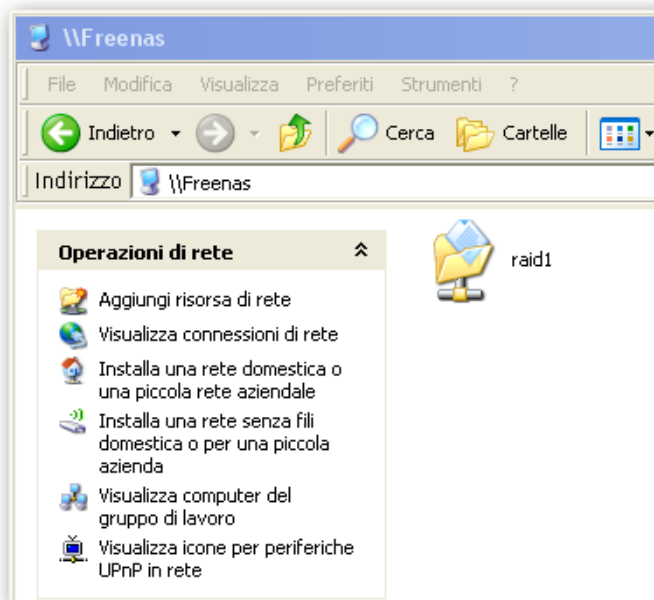 \\Freenas
File Modifica Visualizza Preferiti Strumenti ?
Indietro Cerca Cartelle
Indirizzo \\Freenas
Operazioni di rete
raid1
Aggiungi risorsa di rete
Visualizza connessioni di rete
Installa una rete domestica o
una piccola rete aziendale
Installa una rete senza fili
domestica o per una piccola
azienda
Visualizza computer del
gruppo di lavoro
Visualizza icone per periferiche
UPnP in rete